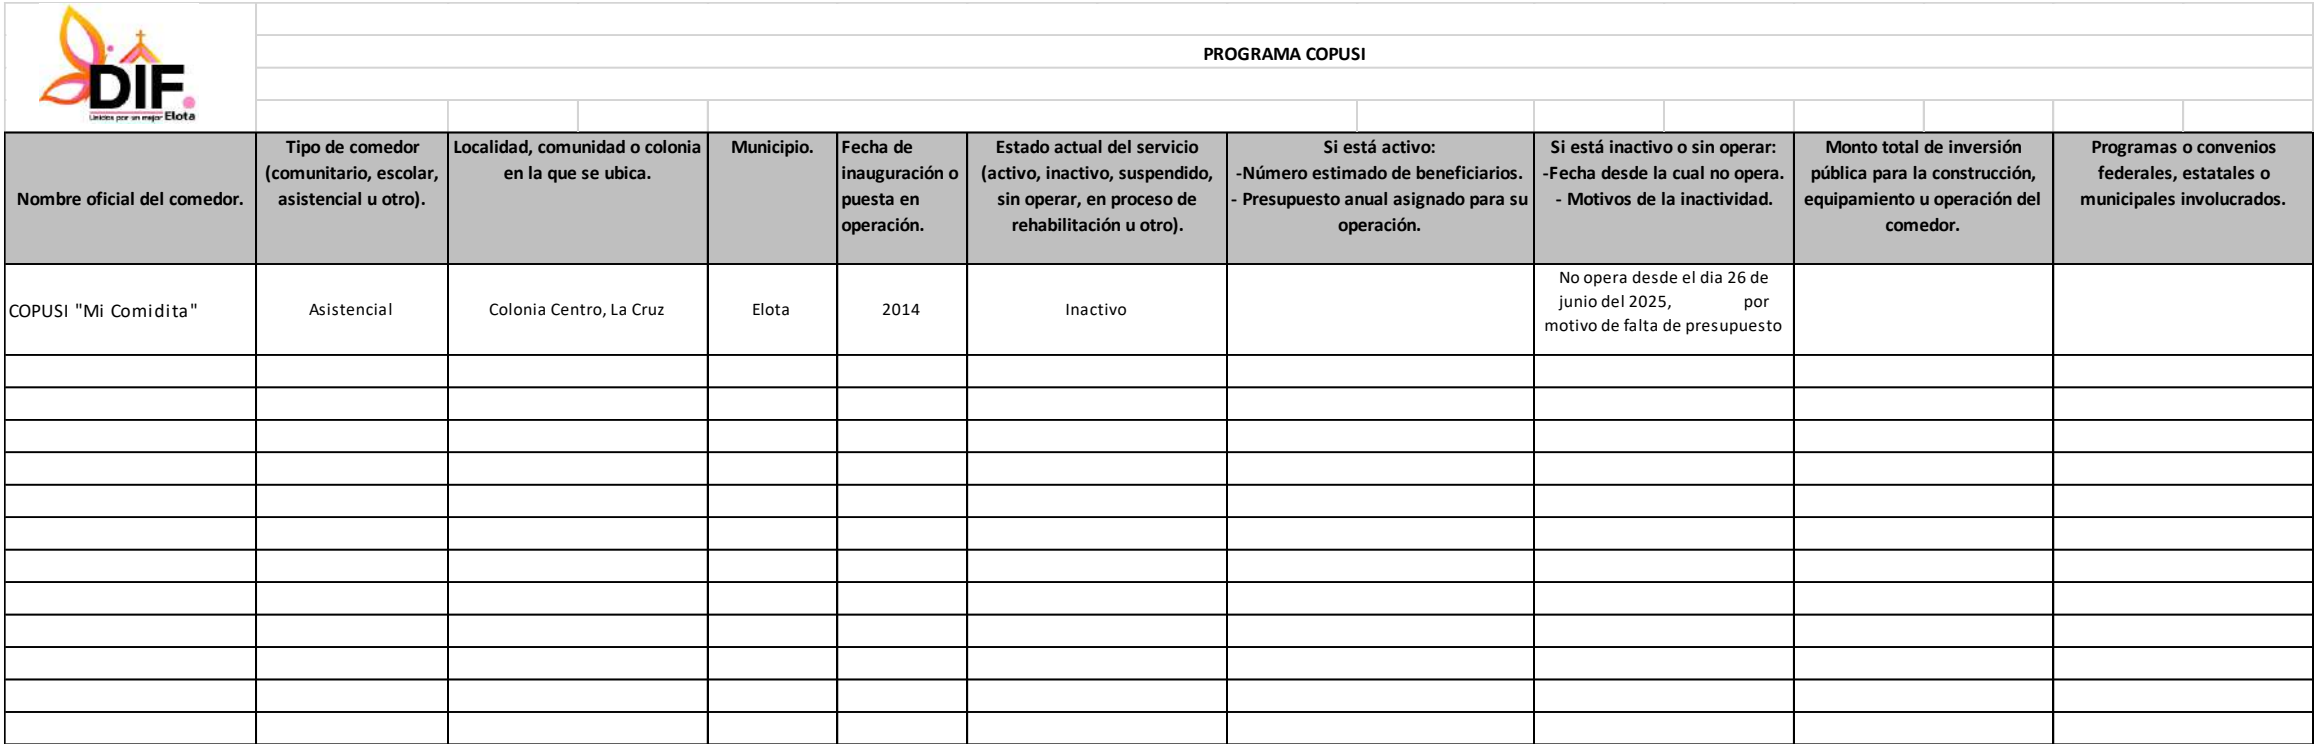 DIF.
Unidos por un mejor Elota
PROGRAMA COPUSI
Nombre oficial del comedor.
Tipo de comedor
(comunitario, escolar,
asistencial u otro).
Localidad, comunidad o colonia
en la que se ubica.
Municipio.
Fecha de
inauguración o
puesta en
operación.
Estado actual del servicio
(activo, inactivo, suspendido,
sin operar, en proceso de
rehabilitación u otro).
Si está activo:
-Número estimado de beneficiarios.
- Presupuesto anual asignado para su
operación.
Si está inactivo o sin operar:
-Fecha desde la cual no opera.
- Motivos de la inactividad.
Monto total de inversión
pública para la construcción,
equipamiento u operación del
comedor.
Programas o convenios
federales, estatales o
municipales involucrados.
COPUSI "Mi Comidita"
Asistencial
Colonia Centro, La Cruz
Elota
2014
Inactivo
No opera desde el dia 26 de
junio del 2025, por
motivo de falta de presupuesto